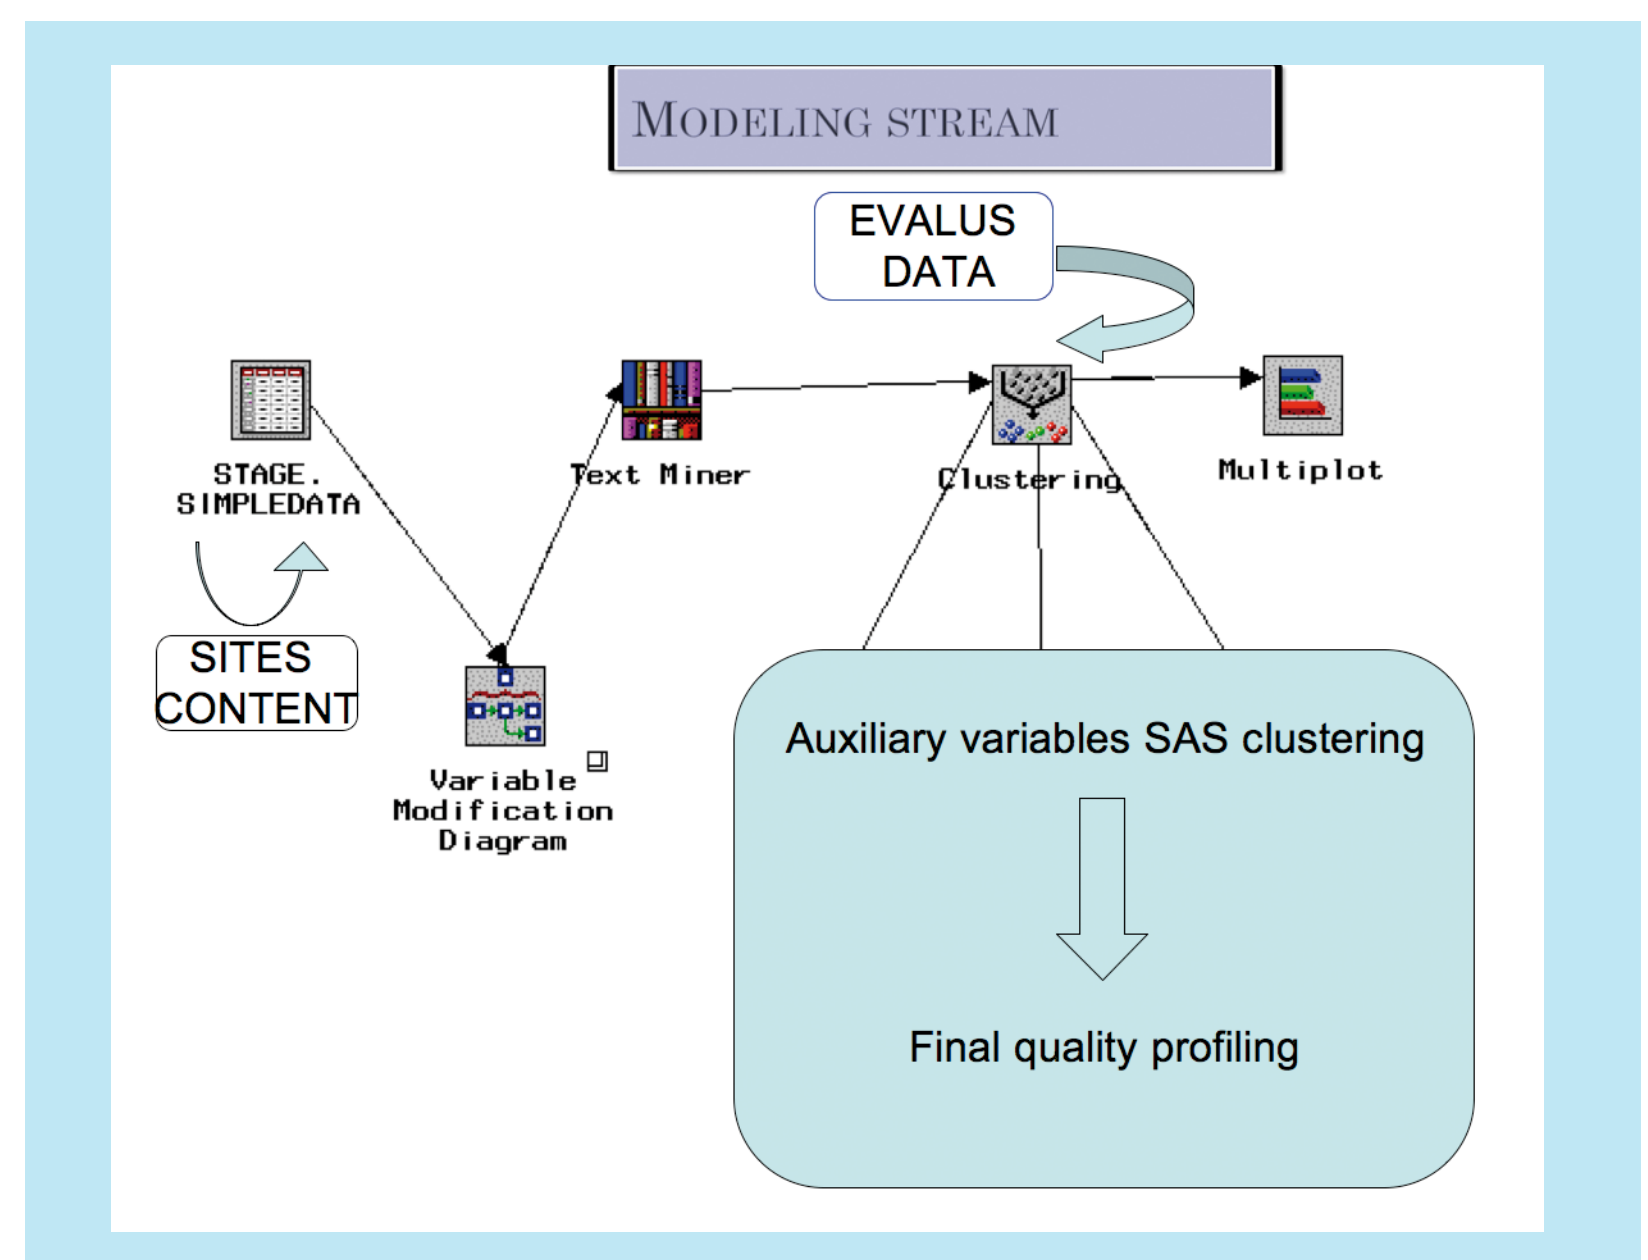 MODELING STREAM
EVALUS
DATA
STAGE.
SIMPLEDATA
Text Miner
Clustering
Multiplot
SITES
CONTENT
Variable
Modification
Diagram
Auxiliary variables SAS clustering
Final quality profiling